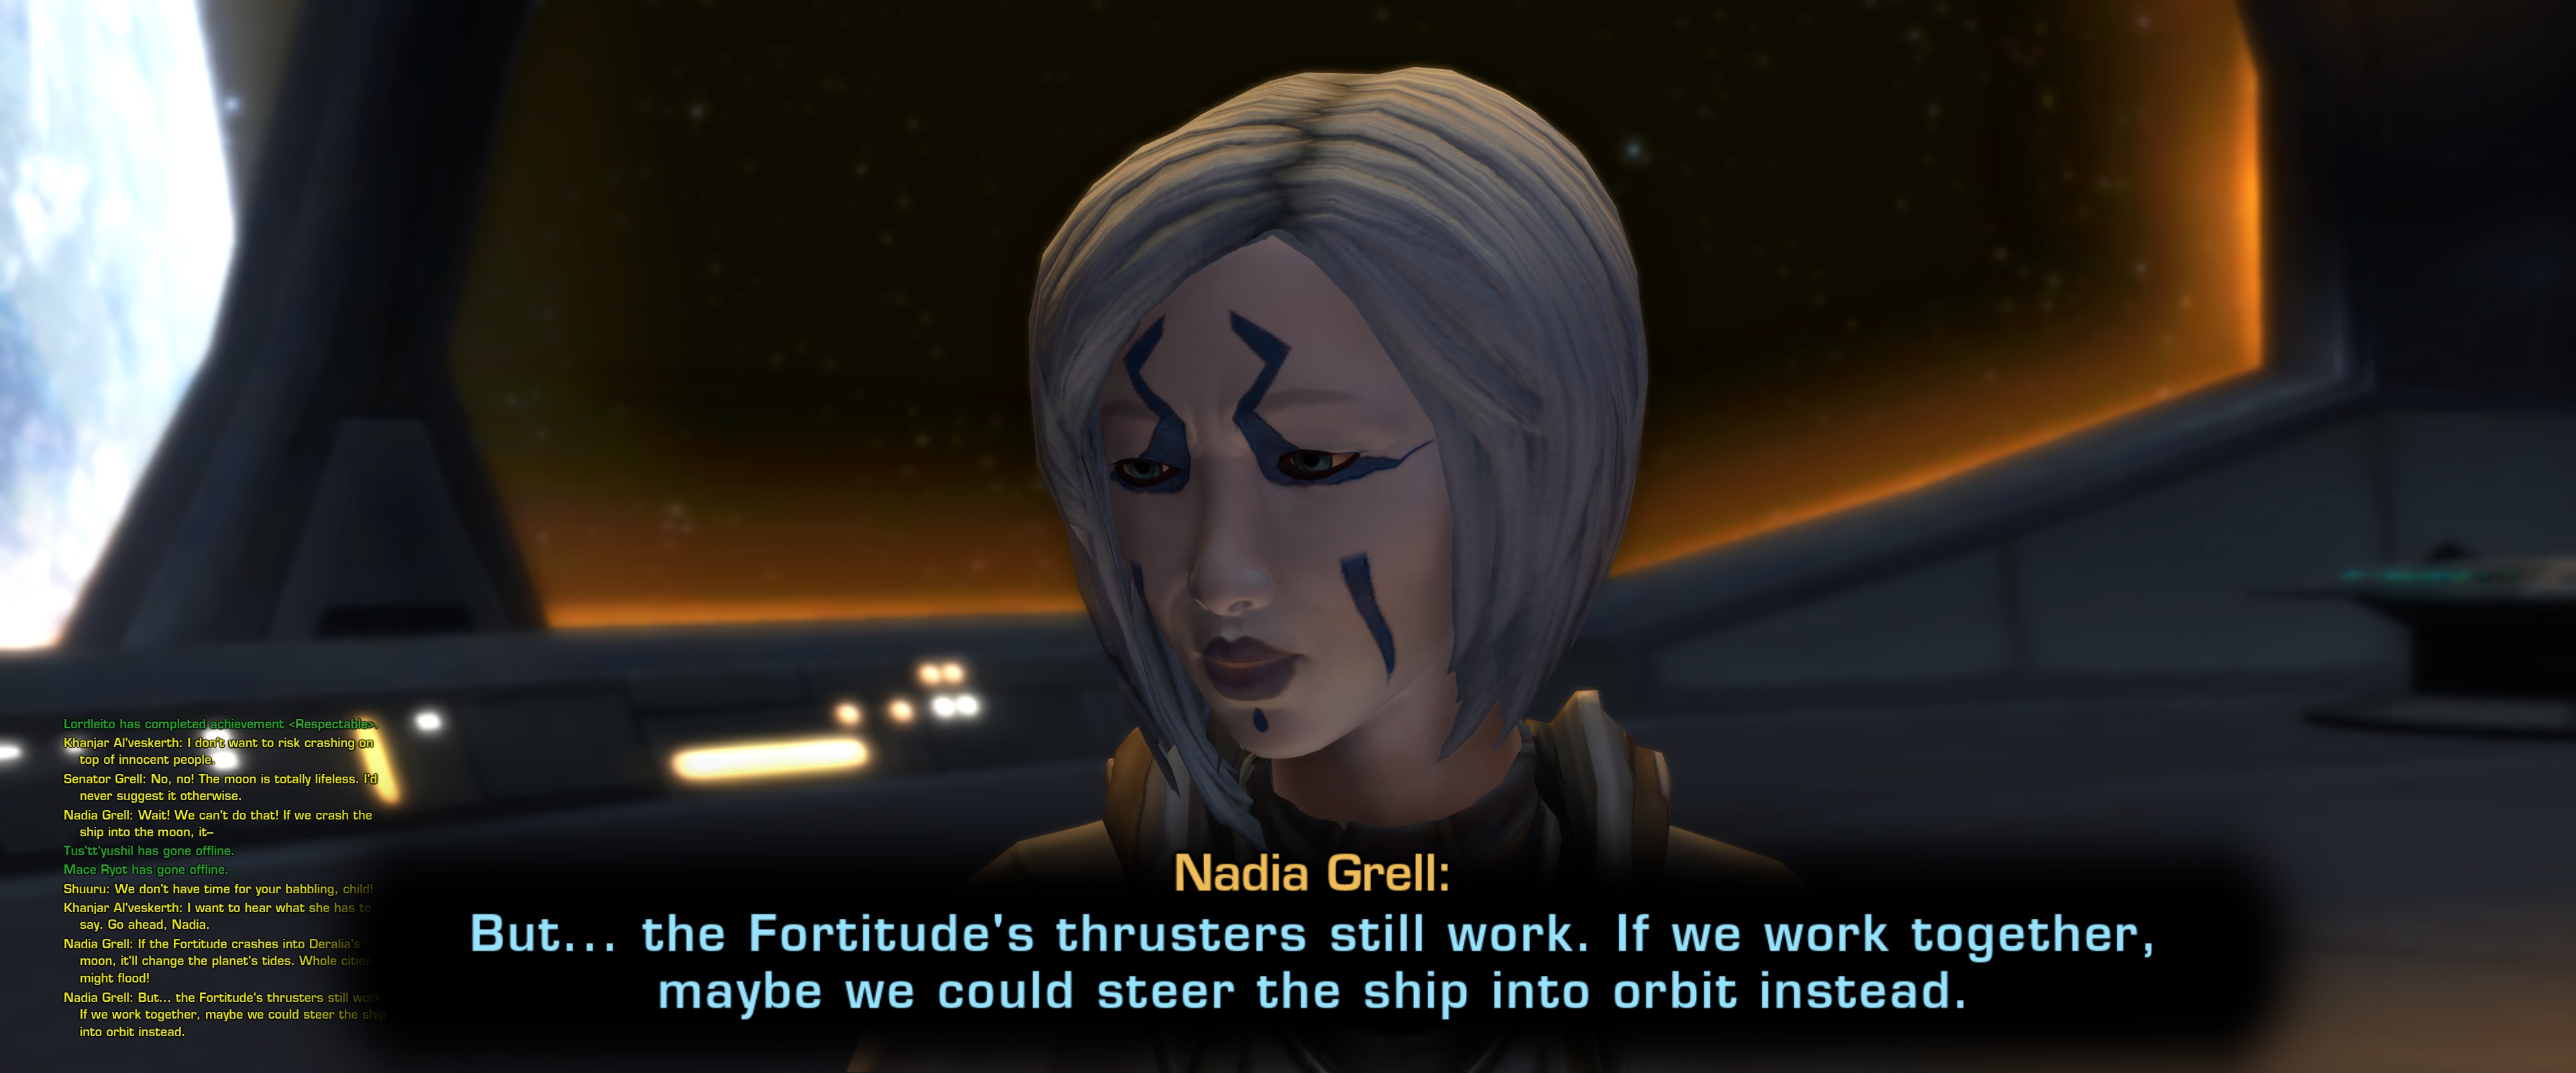 Lordleito has completed achievement <Respectable>.
Khanjar Al'veskerth: I don't want to risk crashing on
top of innocent people.
Senator Grell: No, no! The moon is totally lifeless. I'd
never suggest it otherwise.
Nadia Grell: Wait! We can't do that! If we crash the
ship into the moon, it–
Tus'tt'yushil has gone offline.
Mace Ryot has gone offline.
Shuuru: We don't have time for your babbling, child!
Khanjar Al'veskerth: I want to hear what she has to
say. Go ahead, Nadia.
Nadia Grell: If the Fortitude crashes into Deralia's
moon, it'll change the planet's tides. Whole cities
might flood!
Nadia Grell: But... the Fortitude's thrusters still work.
If we work together, maybe we could steer the ship
into orbit instead.
Nadia Grell:
But... the Fortitude's thrusters still work. If we work together,
maybe we could steer the ship into orbit instead.